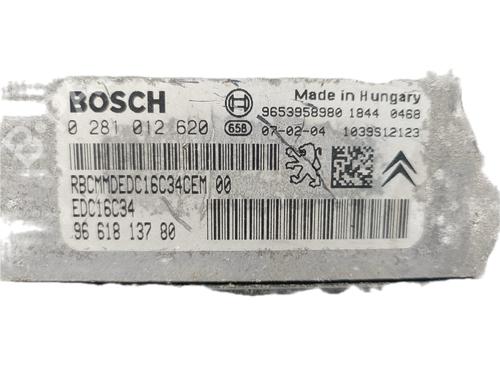 BOSCH
Made in Hungary
9653958980 1844 0468
0 281 012 620
658 07-02-04 1039S12123
RBCMMDEDC16C34CEM 00
EDC16C34
96 618 137 80